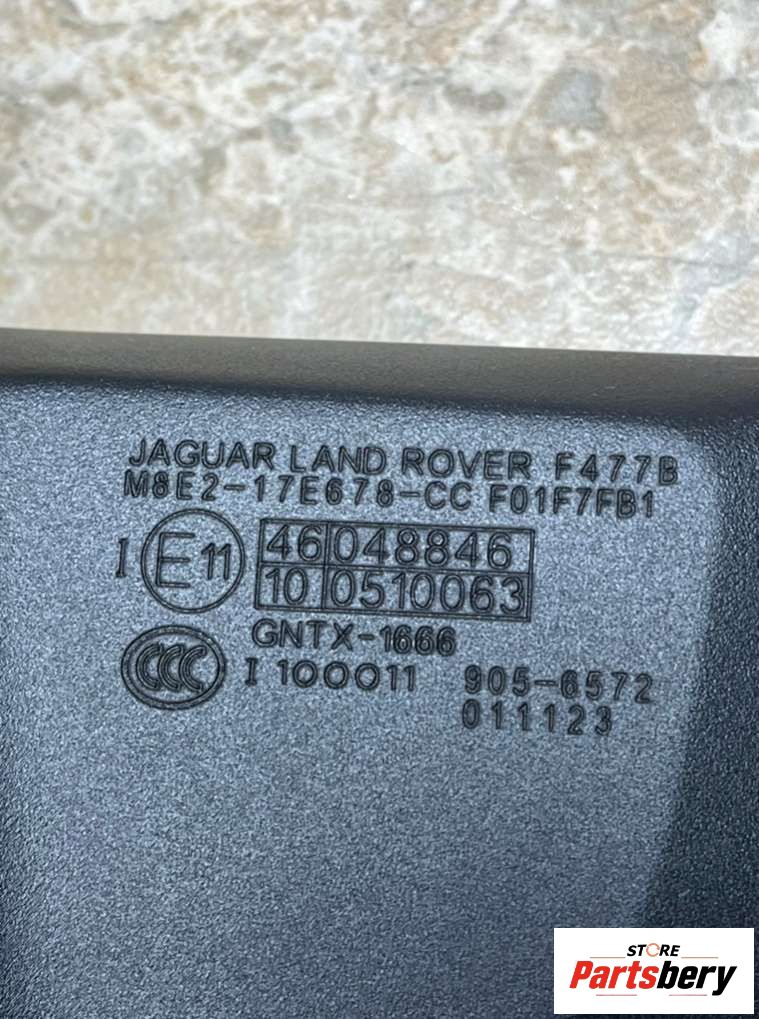 JAGUAR LAND ROVER F477B
M8E2-17E678-CC F01F7FB1
I E11 46 048846
10 0510063
GNTX-1666
CCC I 100011 905-6572
011123
STORE
Partsbery